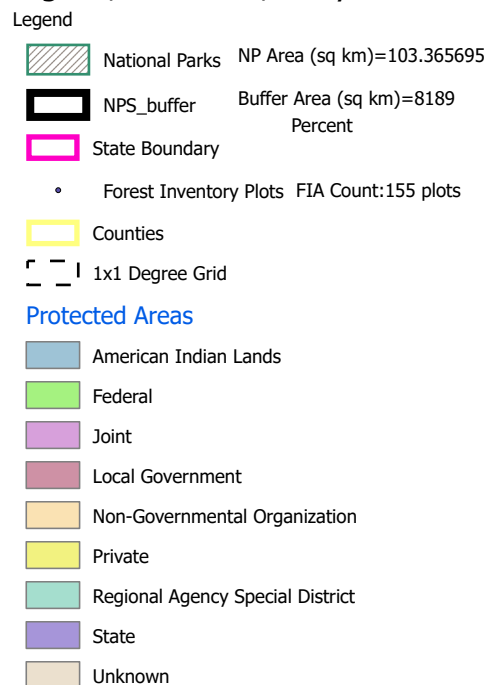 Legend
National Parks NP Area (sq km)=103.365695
NPS_buffer Buffer Area (sq km)=8189
Percent
State Boundary
Forest Inventory Plots FIA Count:155 plots
Counties
1x1 Degree Grid
Protected Areas
American Indian Lands
Federal
Joint
Local Government
Non-Governmental Organization
Private
Regional Agency Special District
State
Unknown